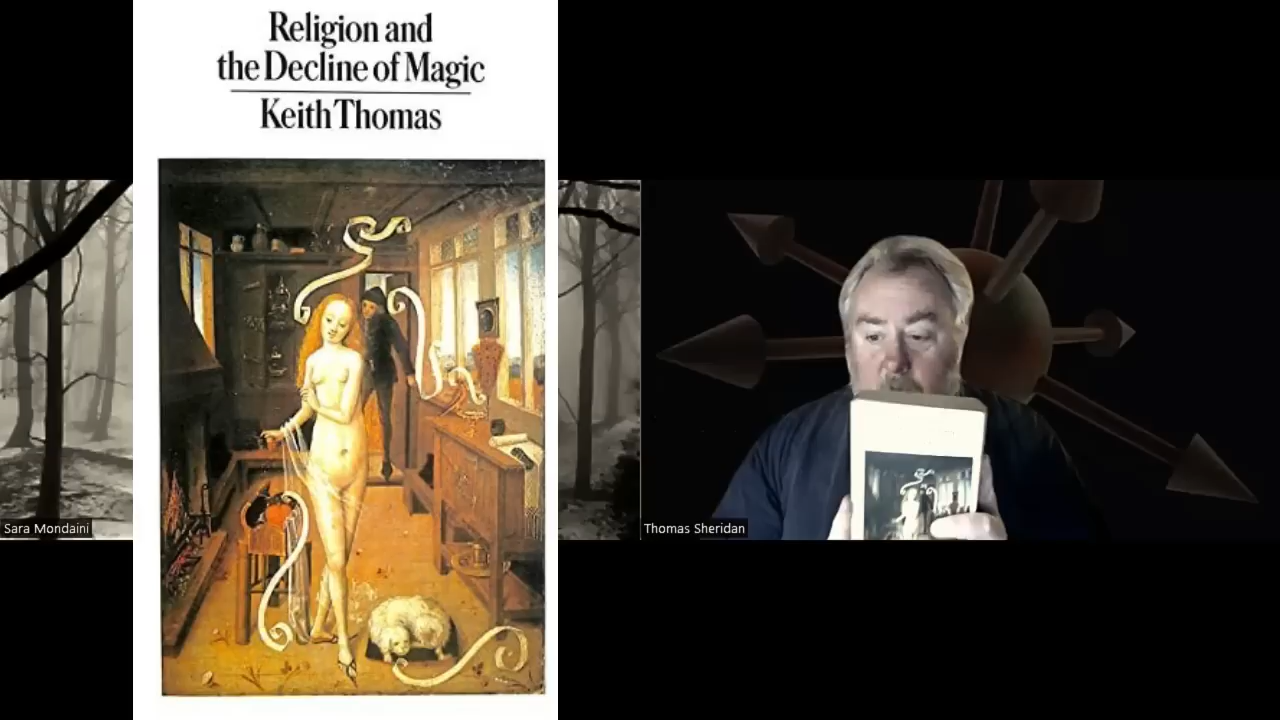 Religion and
the Decline of Magic
Keith Thomas
Sara Mondaini
Thomas Sheridan